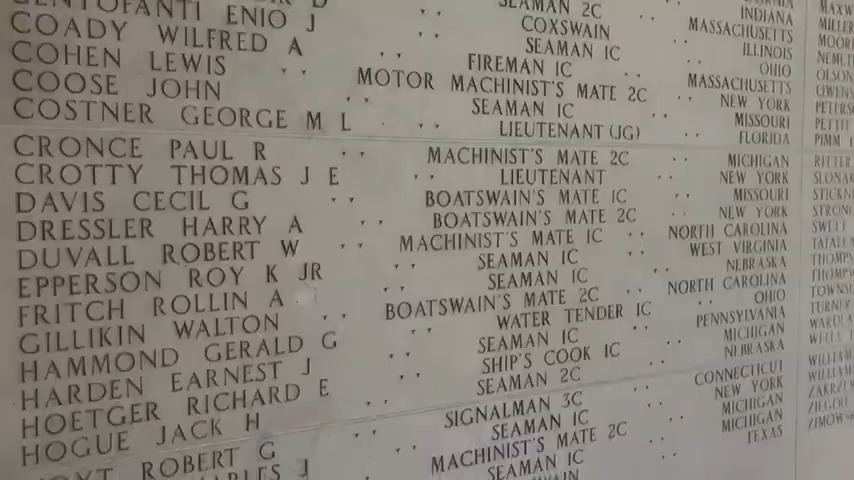 ENIO J
COADY WILFRED A
COHEN LEWIS
COOSE JOHN
COSTNER GEORGE M L
CRONCE PAUL R
CROTTY THOMAS J E
DAVIS CECIL G
DRESSLER HARRY A
DUVALL ROBERT W
EPPERSON ROY K JR
FRITCH ROLLIN A
GILLIKIN WALTON
HAMMOND GERALD G
HARDEN EARNEST J
HOETGER RICHARD E
HOGUE JACK H
ROBERT G
J
SEAMAN 2C
COXSWAIN
SEAMAN 1C
FIREMAN 1C
MOTOR MACHINIST'S MATE 2C
SEAMAN 1C
LIEUTENANT (JG)
MACHINIST'S MATE 2C
LIEUTENANT
BOATSWAIN'S MATE 1C
BOATSWAIN'S MATE 2C
MACHINIST'S MATE 1C
SEAMAN 1C
SEAMAN 1C
BOATSWAIN'S MATE 2C
WATER TENDER 1C
SEAMAN 1C
SHIP'S COOK 1C
SEAMAN 2C
SIGNALMAN 3C
SEAMAN 1C
MACHINIST'S MATE 2C
SEAMAN 1C
INDIANA
MASSACHUSETTS
ILLINOIS
OHIO
MASSACHUSETTS
NEW YORK
MISSOURI
FLORIDA
MICHIGAN
NEW YORK
MISSOURI
NEW YORK
NORTH CAROLINA
WEST VIRGINIA
NEBRASKA
NORTH CAROLINA
OHIO
PENNSYLVANIA
MICHIGAN
NEBRASKA
CONNECTICUT
NEW YORK
MICHIGAN
MICHIGAN
TEXAS
PIMM
RITTER